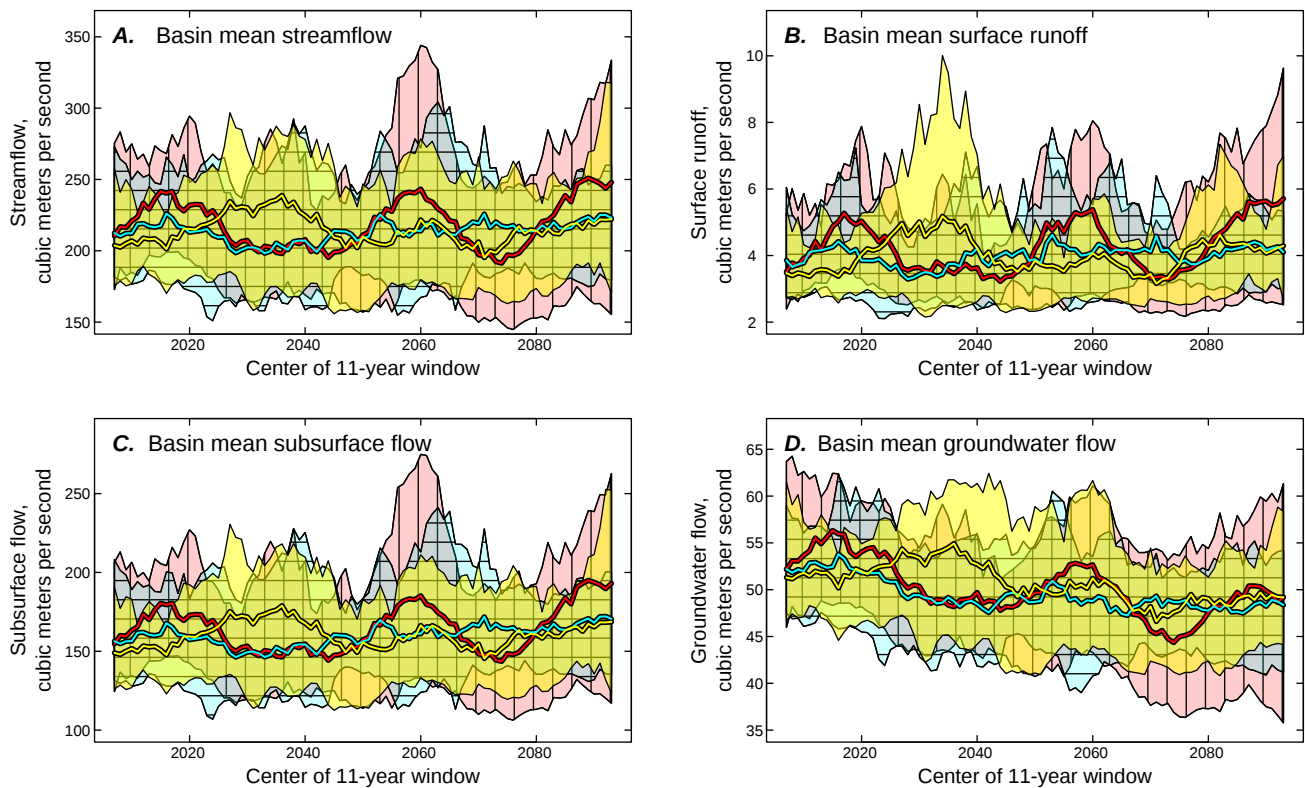 A. Basin mean streamflow
350
300
250
200
150
Streamflow,
cubic meters per second
2020 2040 2060 2080
Center of 11-year window
B. Basin mean surface runoff
10
8
6
4
2
Surface runoff,
cubic meters per second
2020 2040 2060 2080
Center of 11-year window
C. Basin mean subsurface flow
250
200
150
100
Subsurface flow,
cubic meters per second
2020 2040 2060 2080
Center of 11-year window
D. Basin mean groundwater flow
65
60
55
50
45
40
35
Groundwater flow,
cubic meters per second
2020 2040 2060 2080
Center of 11-year window